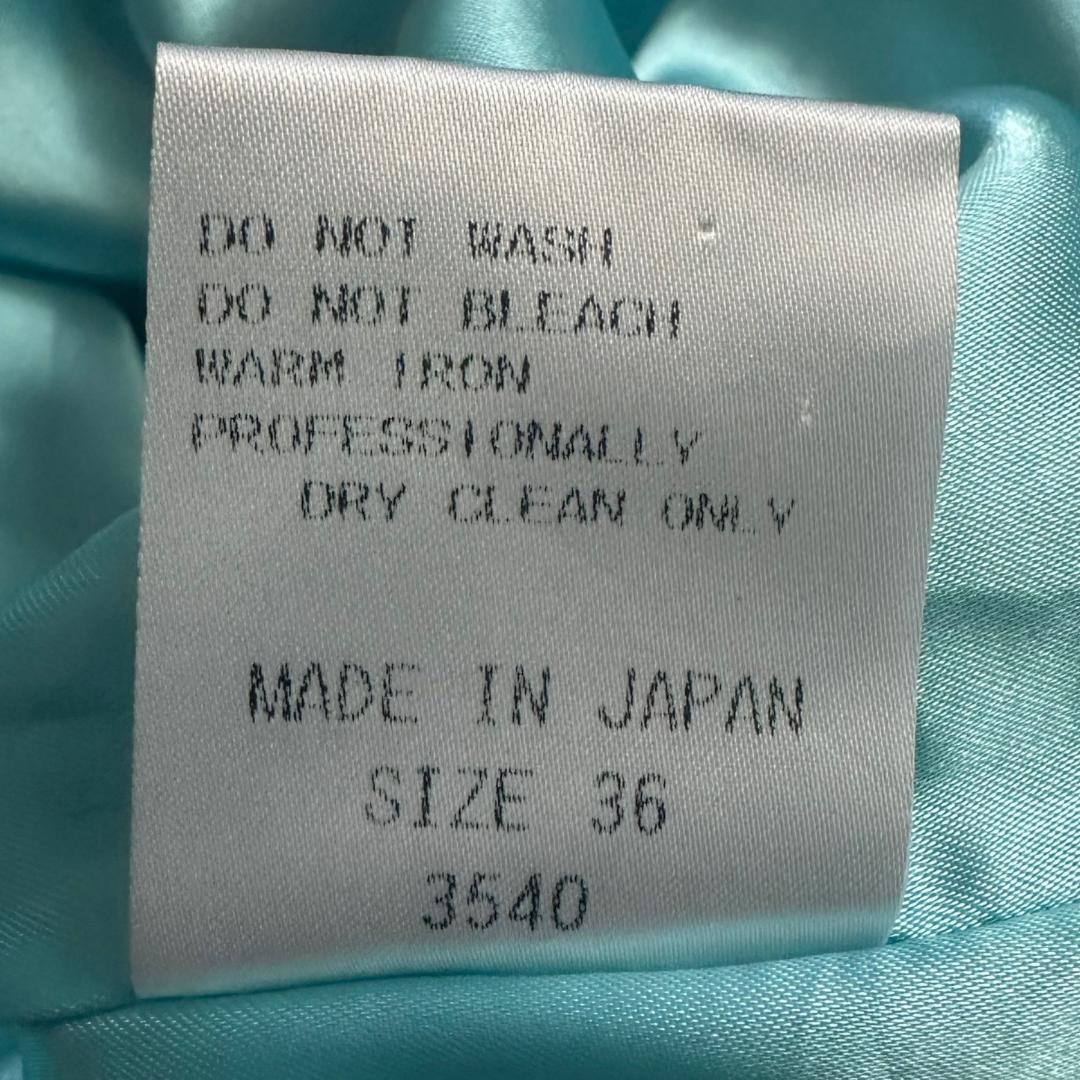 DO NOT WASH
DO NOT BLEACH
WARM IRON
PROFESSIONALLY
DRY CLEAN ONLY
MADE IN JAPAN
SIZE 36
3540